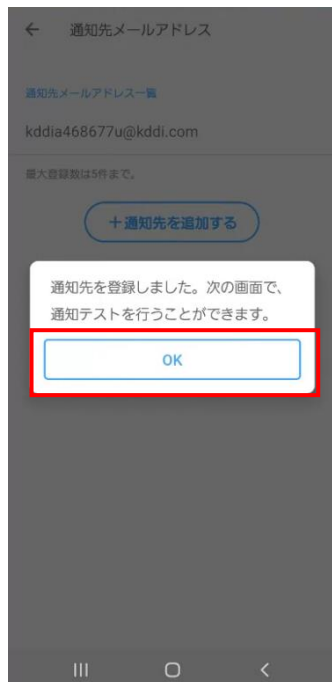 通知先メールアドレス
通知先メールアドレス一覧
kddia468677u@kddi.com
最大登録数は5件まで。
＋通知先を追加する
通知先を登録しました。次の画面で、
通知テストを行うことができます。
OK